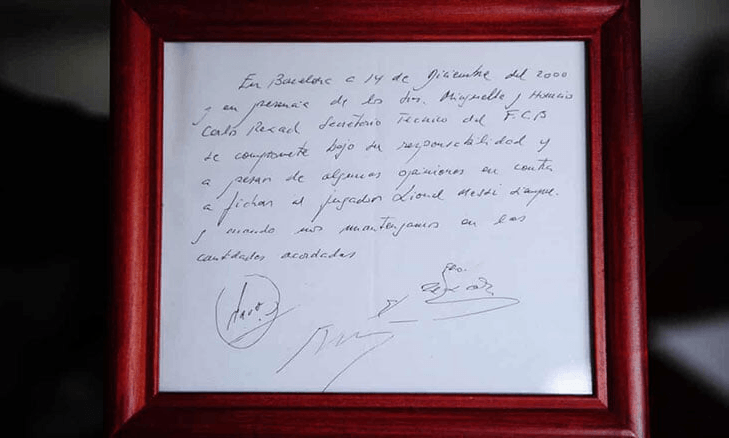 En Barcelona a 14 de Diciembre del 2000
y en presencia de los Srs. Minguella y Horacio
Carlos Rexach Secretario Tecnico del F.C.B
se compromete bajo su responsabilidad y
a pesar de algunas opiniones en contra
a fichar al jugador Lionel Messi siempre
y cuando nos mantengamos en las
cantidades acordadas